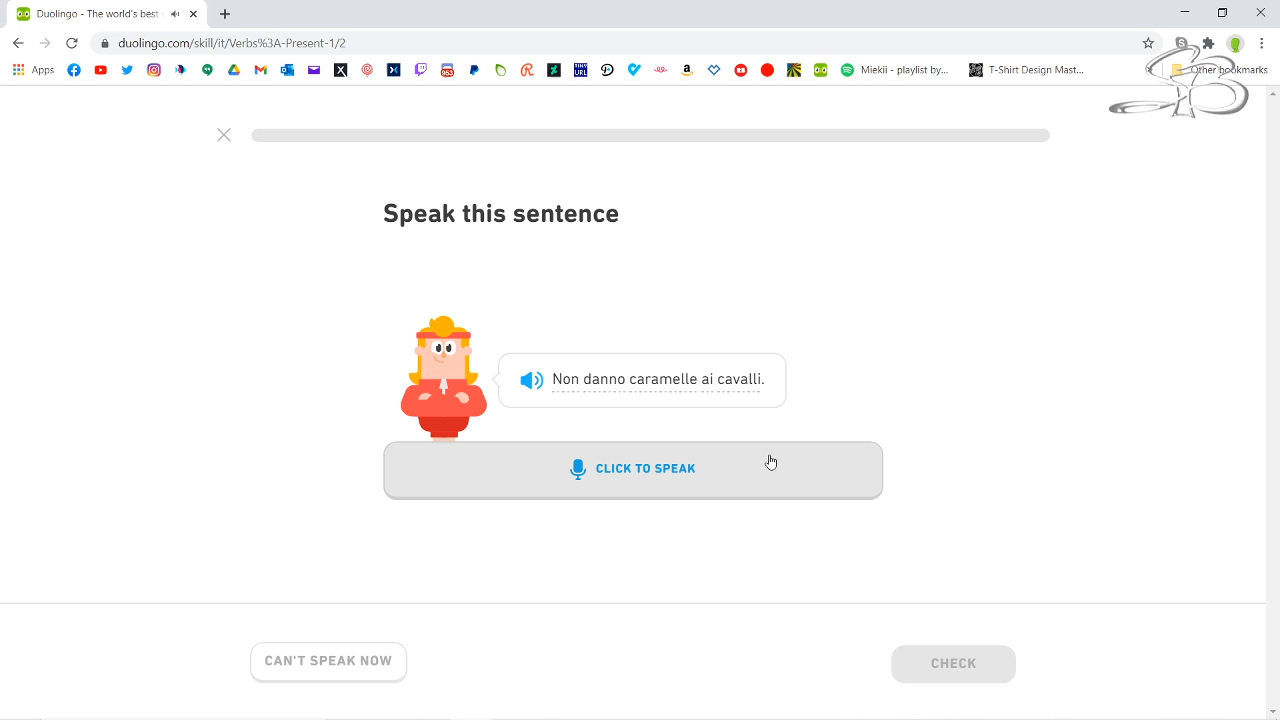 Duolingo - The world's best
duolingo.com/skill/it/Verbs%3A-Present-1/2
Apps
Miekii - playlist by...
T-Shirt Design Mast...
Other bookmarks
Speak this sentence
Non danno caramelle ai cavalli.
CLICK TO SPEAK
CAN'T SPEAK NOW
CHECK